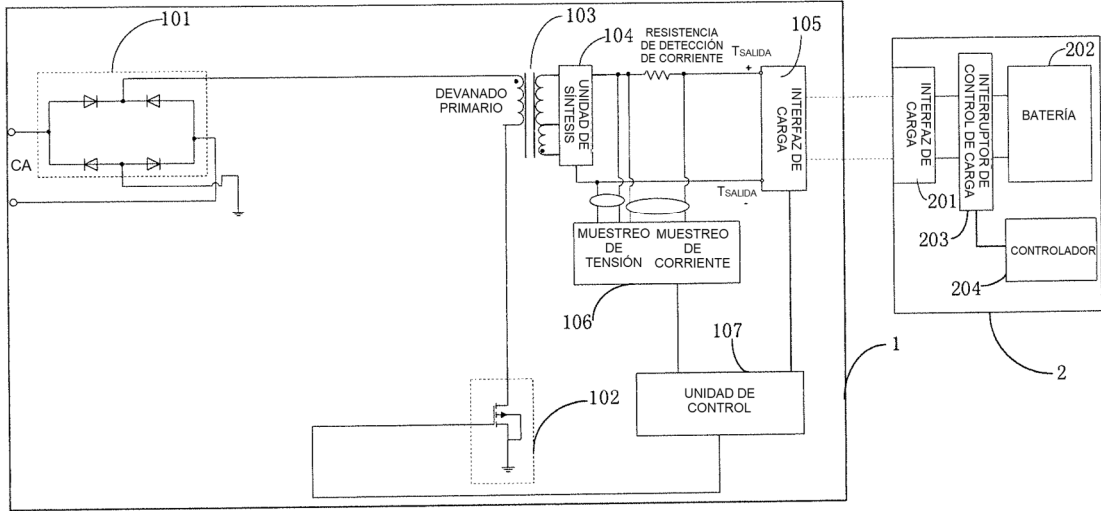 101
CA
DEVANADO
PRIMARIO
103
104
UNIDAD DE
SÍNTESIS
RESISTENCIA
DE DETECCIÓN
DE CORRIENTE
TSALIDA
+
105
INTERFAZ DE
CARGA
TSALIDA
-
MUESTREO
DE
TENSIÓN
MUESTREO
DE
CORRIENTE
106
107
UNIDAD DE
CONTROL
102
1
INTERFAZ DE
CARGA
201
INTERRUPTOR DE
CONTROL DE CARGA
203
202
BATERÍA
CONTROLADOR
204
2